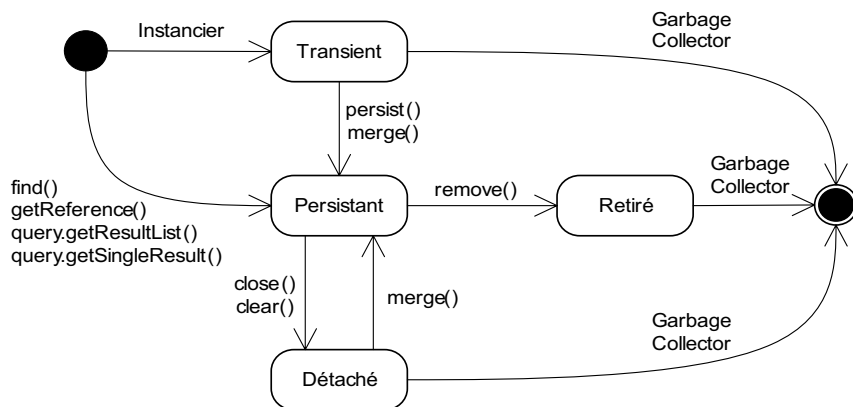 Instancier
Transient
Garbage
Collector
persist()
merge()
find()
getReference()
query.getResultList()
query.getSingleResult()
Persistant
remove()
Retiré
Garbage
Collector
close()
clear()
merge()
Détaché
Garbage
Collector